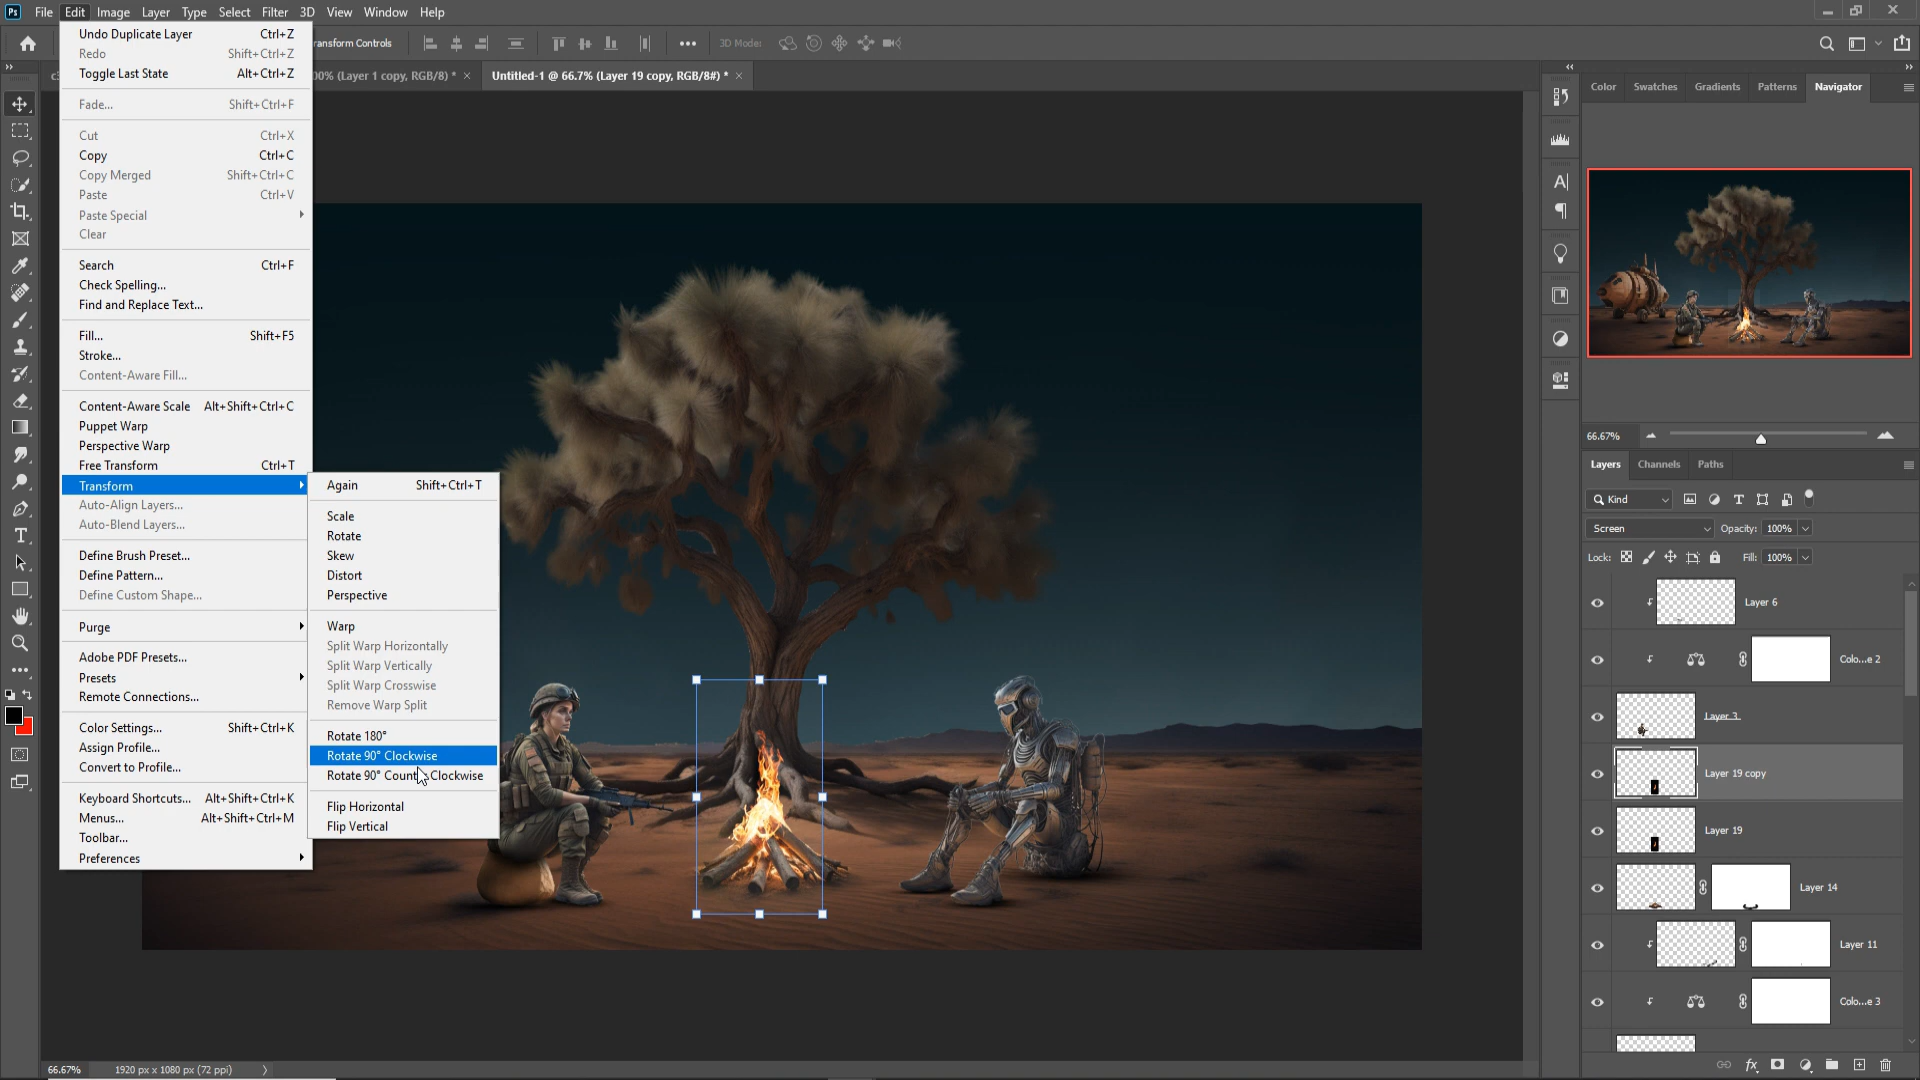 Ps File Edit Image Layer Type Select Filter 3D View Window Help
ransform Controls 3D Mode:
00% (Layer 1 copy, RGB/8) * × Untitled-1 @ 66.7% (Layer 19 copy, RGB/8#) * ×
Undo Duplicate Layer Ctrl+Z
Redo Shift+Ctrl+Z
Toggle Last State Alt+Ctrl+Z
Fade... Shift+Ctrl+F
Cut Ctrl+X
Copy Ctrl+C
Copy Merged Shift+Ctrl+C
Paste Ctrl+V
Paste Special
Clear
Search Ctrl+F
Check Spelling...
Find and Replace Text...
Fill... Shift+F5
Stroke...
Content-Aware Fill...
Content-Aware Scale Alt+Shift+Ctrl+C
Puppet Warp
Perspective Warp
Free Transform Ctrl+T
Transform
Auto-Align Layers...
Auto-Blend Layers...
Define Brush Preset...
Define Pattern...
Define Custom Shape...
Purge
Adobe PDF Presets...
Presets
Remote Connections...
Color Settings... Shift+Ctrl+K
Assign Profile...
Convert to Profile...
Keyboard Shortcuts... Alt+Shift+Ctrl+K
Menus... Alt+Shift+Ctrl+M
Toolbar...
Preferences
Again Shift+Ctrl+T
Scale
Rotate
Skew
Distort
Perspective
Warp
Split Warp Horizontally
Split Warp Vertically
Split Warp Crosswise
Remove Warp Split
Rotate 180°
Rotate 90° Clockwise
Rotate 90° Counter Clockwise
Flip Horizontal
Flip Vertical
Color Swatches Gradients Patterns Navigator
66.67%
Layers Channels Paths
Kind
Screen Opacity: 100%
Lock: Fill: 100%
Layer 6
Colo...e 2
Layer 3
Layer 19 copy
Layer 19
Layer 14
Layer 11
Colo...e 3
66.67% 1920 px x 1080 px (72 ppi)